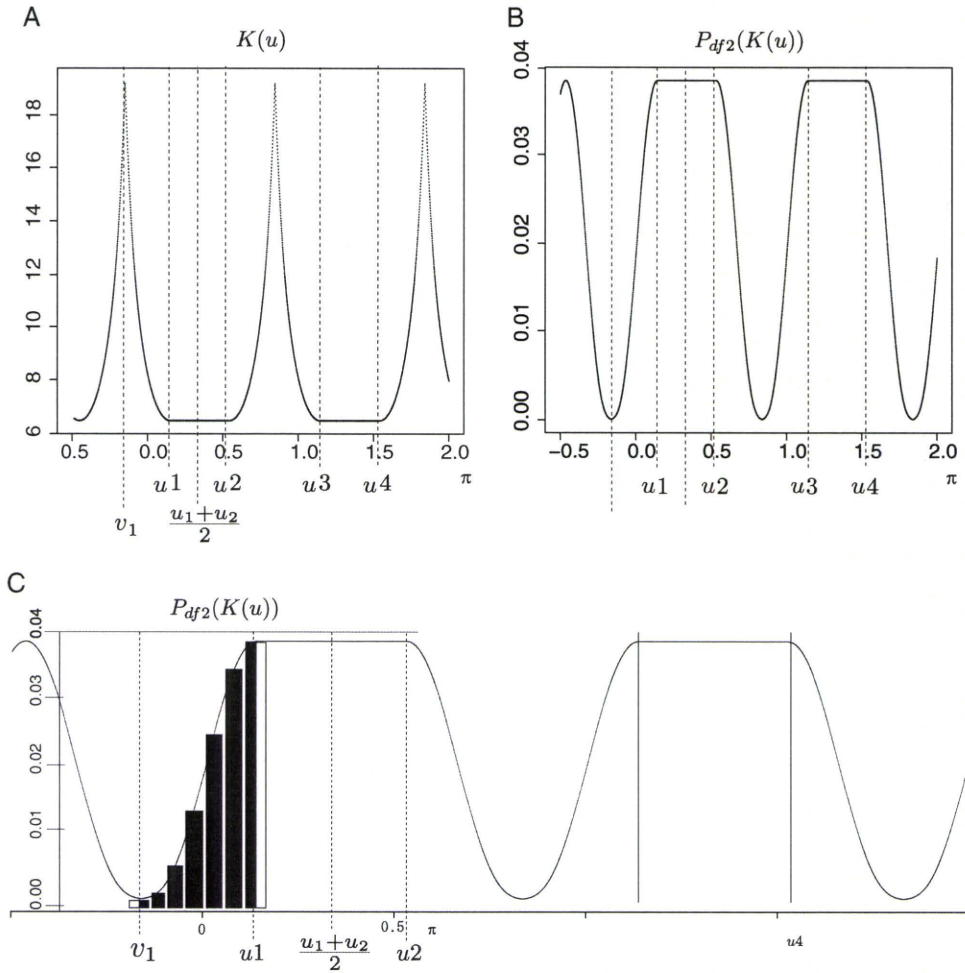 A
K(u)
18
16
14
12
10
8
6
0.5 0.0 0.5 1.0 1.5 2.0
u1 u2 u3 u4 π
v₁
u₁+u₂
2
B
P_df2(K(u))
0.04
0.03
0.02
0.01
0.00
−0.5 0.0 0.5 1.0 1.5 2.0
u1 u2 u3 u4 π
C
P_df2(K(u))
0.04
0.03
0.02
0.01
0.00
0 0.5 π
v₁ u1 u₁+u₂ u2 u4
2